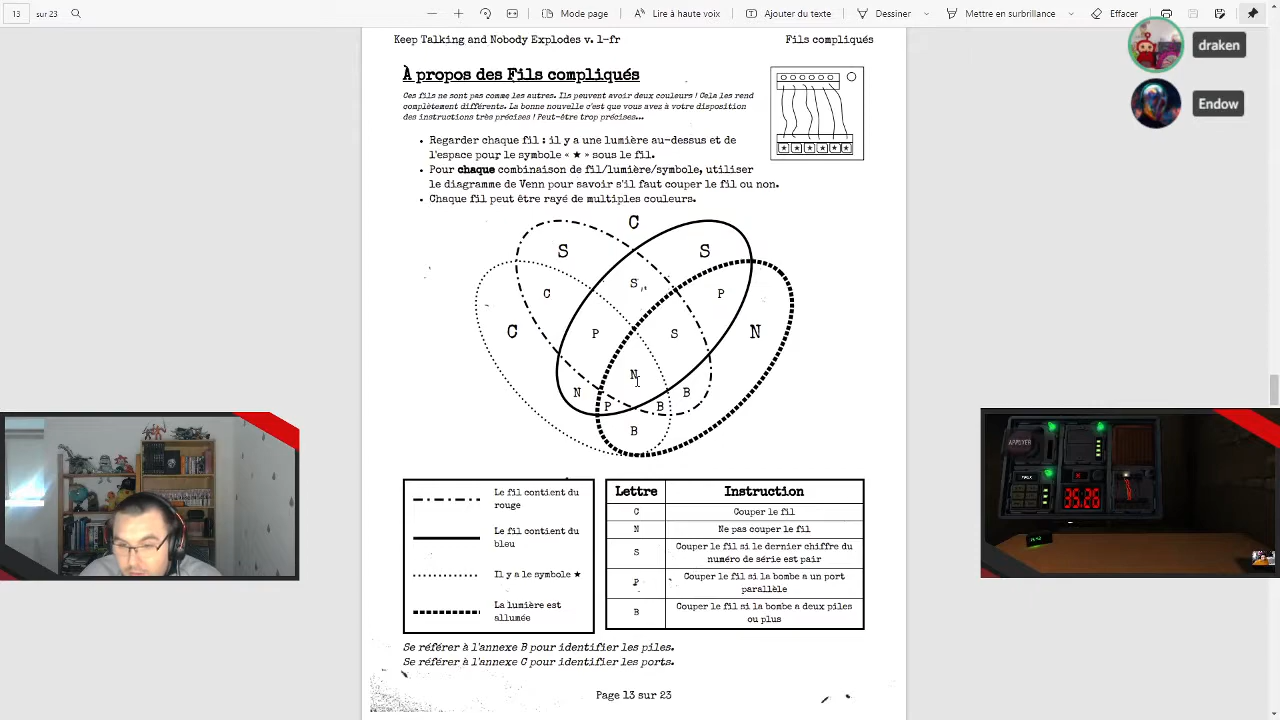 13
sur 23
Mode page
Lire à haute voix
Ajouter du texte
Dessiner
Mettre en surbrillance
Effacer
draken
Endow
Keep Talking and Nobody Explodes v. 1-fr
Fils compliqués
À propos des Fils compliqués
Ces fils ne sont pas comme les autres. Ils peuvent avoir deux couleurs ! Cela les rend
complètement différents. La bonne nouvelle c'est que vous avez à votre disposition
des instructions très précises ! Peut-être trop précises...
• Regarder chaque fil : il y a une lumière au-dessus et de
l'espace pour le symbole « ★ » sous le fil.
• Pour chaque combinaison de fil/lumière/symbole, utiliser
le diagramme de Venn pour savoir s'il faut couper le fil ou non.
• Chaque fil peut être rayé de multiples couleurs.
C
S
S
C
S
P
C
P
S
N
N
N
P
B
B
B
Le fil contient du
rouge
Le fil contient du
bleu
Il y a le symbole ★
La lumière est
allumée
Lettre
Instruction
C
Couper le fil
N
Ne pas couper le fil
S
Couper le fil si le dernier chiffre du
numéro de série est pair
P
Couper le fil si la bombe a un port
parallèle
B
Couper le fil si la bombe a deux piles
ou plus
Se référer à l'annexe B pour identifier les piles.
Se référer à l'annexe C pour identifier les ports.
Page 13 sur 23
APPUYER
35.26